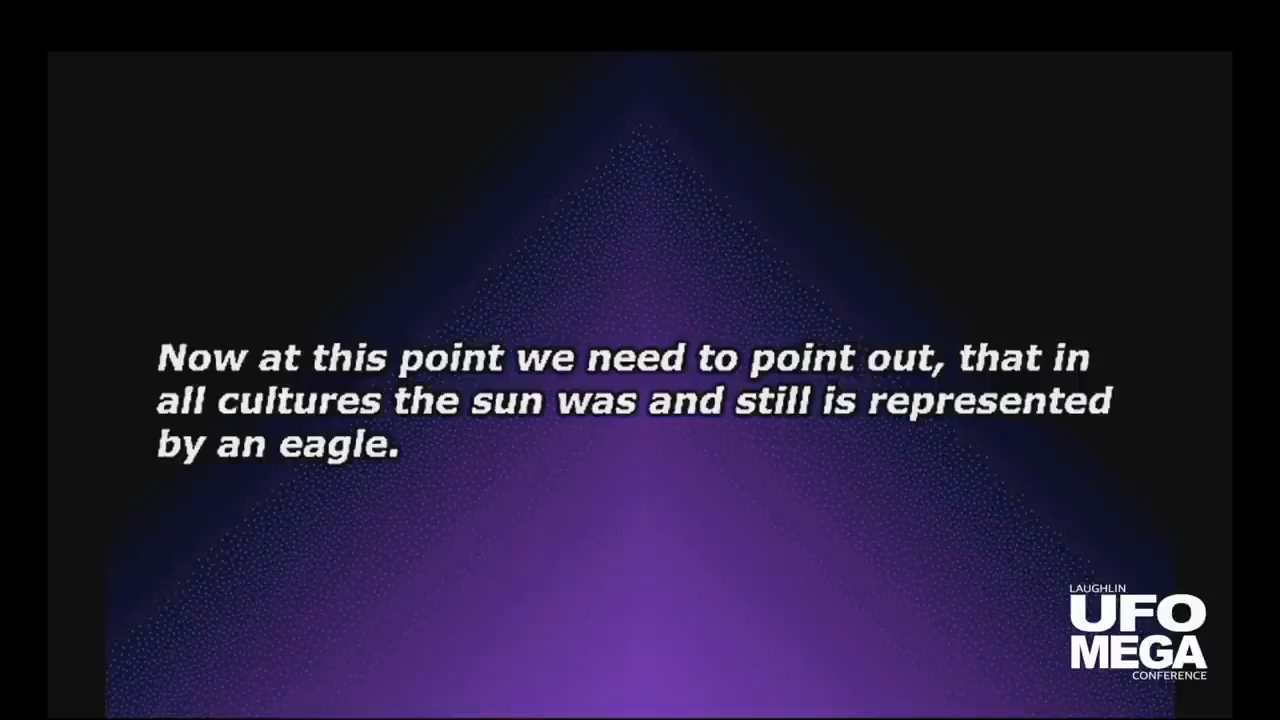 Now at this point we need to point out, that in
all cultures the sun was and still is represented
by an eagle.
LAUGHLIN
UFO
MEGA
CONFERENCE